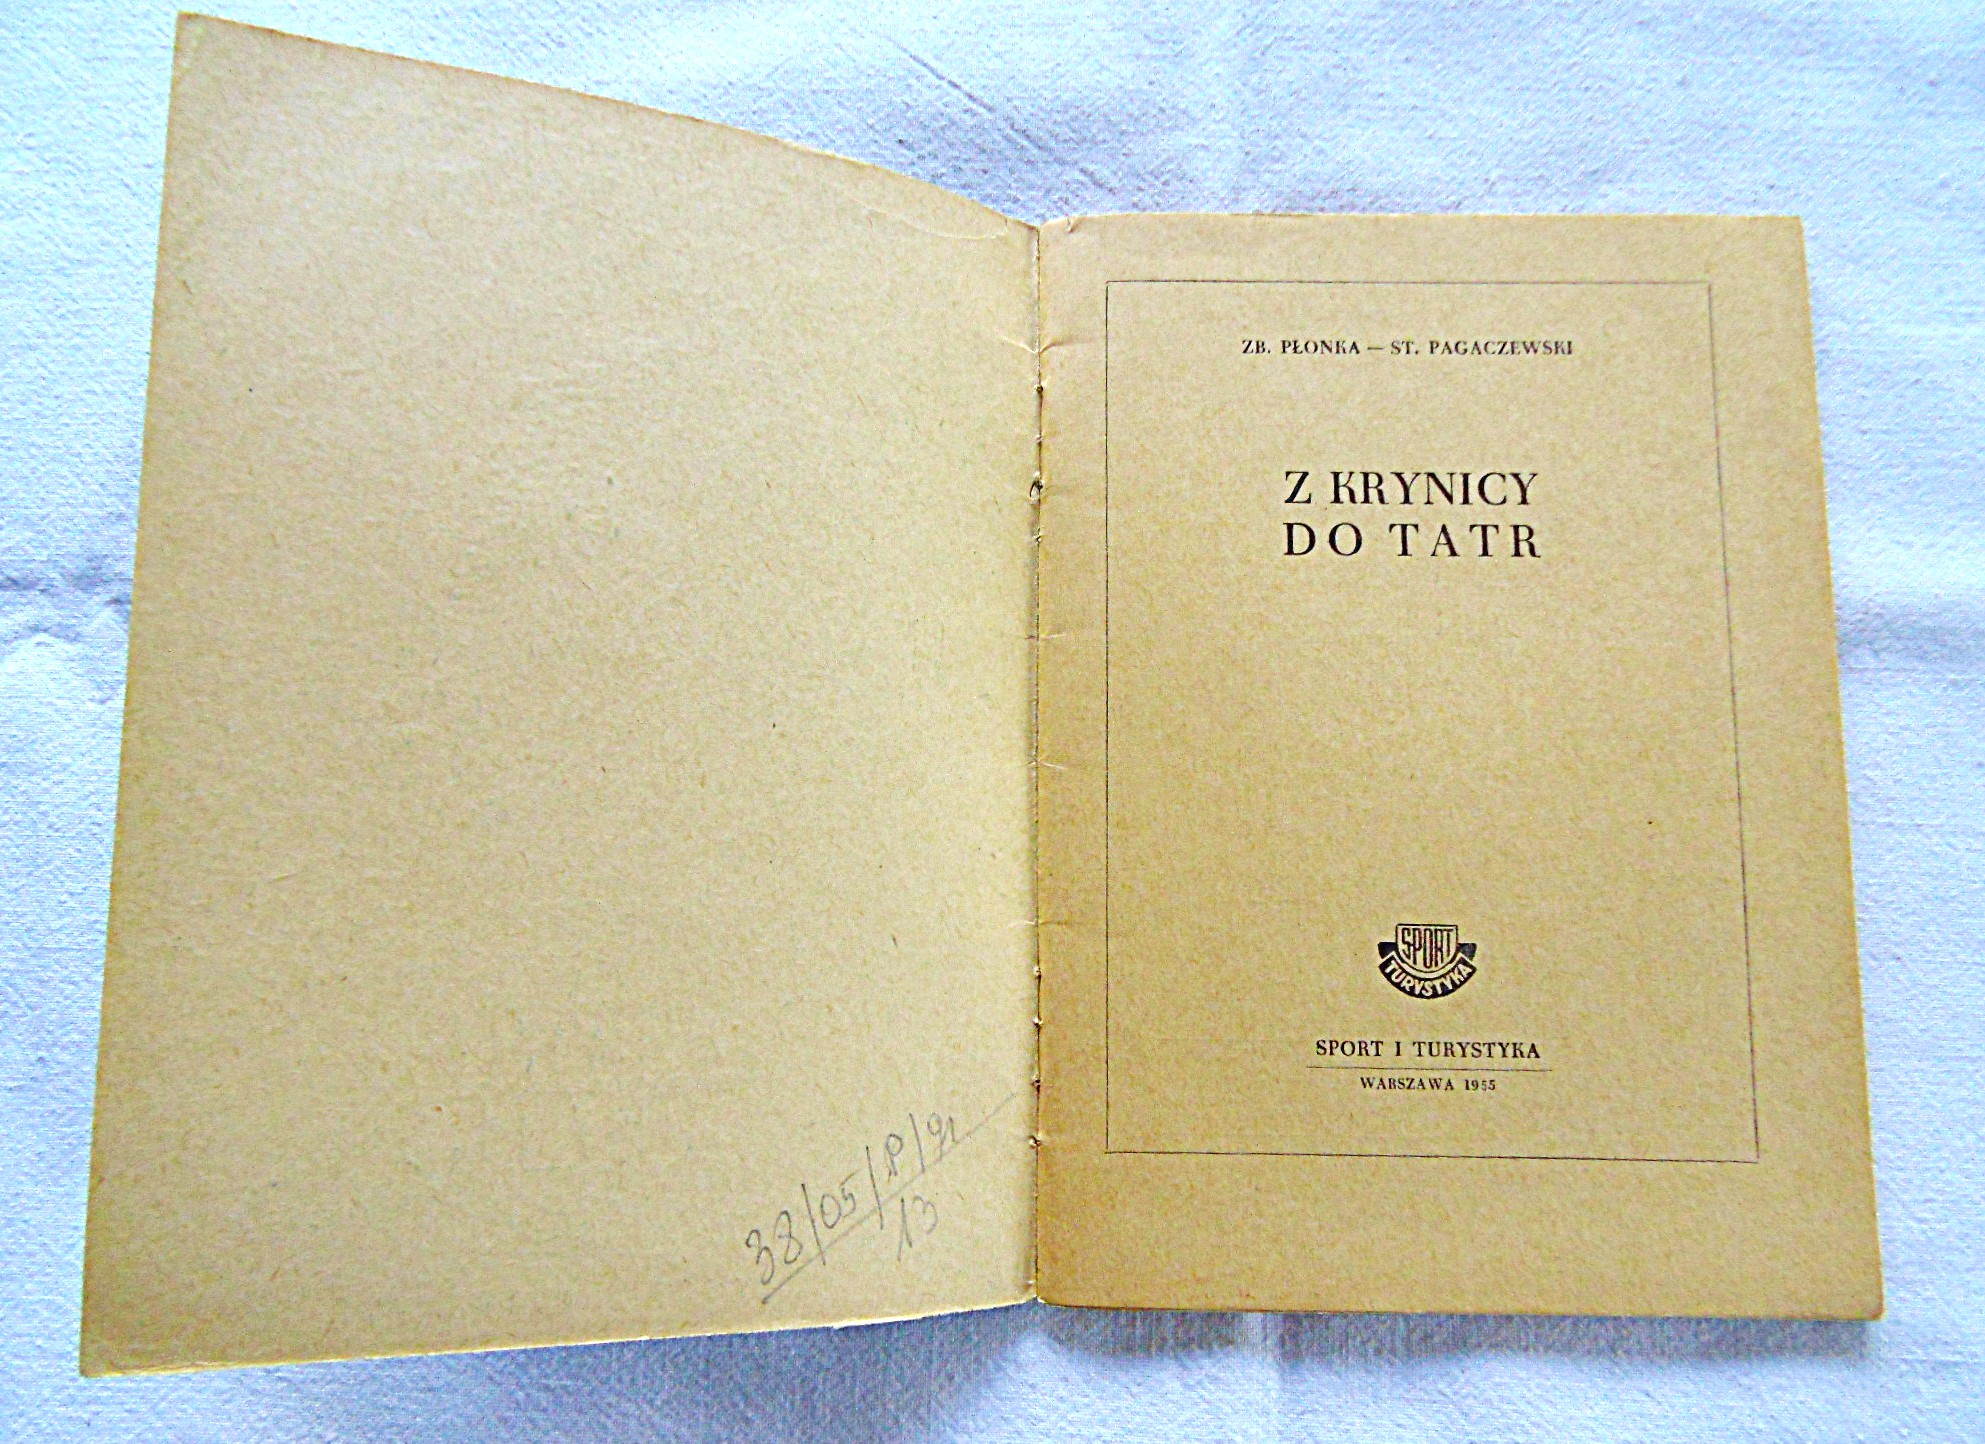 38/05/P/91
13
ZB. PŁONKA — ST. PAGACZEWSKI
Z KRYNICY
DO TATR
SPORT
TURYSTYKA
SPORT I TURYSTYKA
WARSZAWA 1955